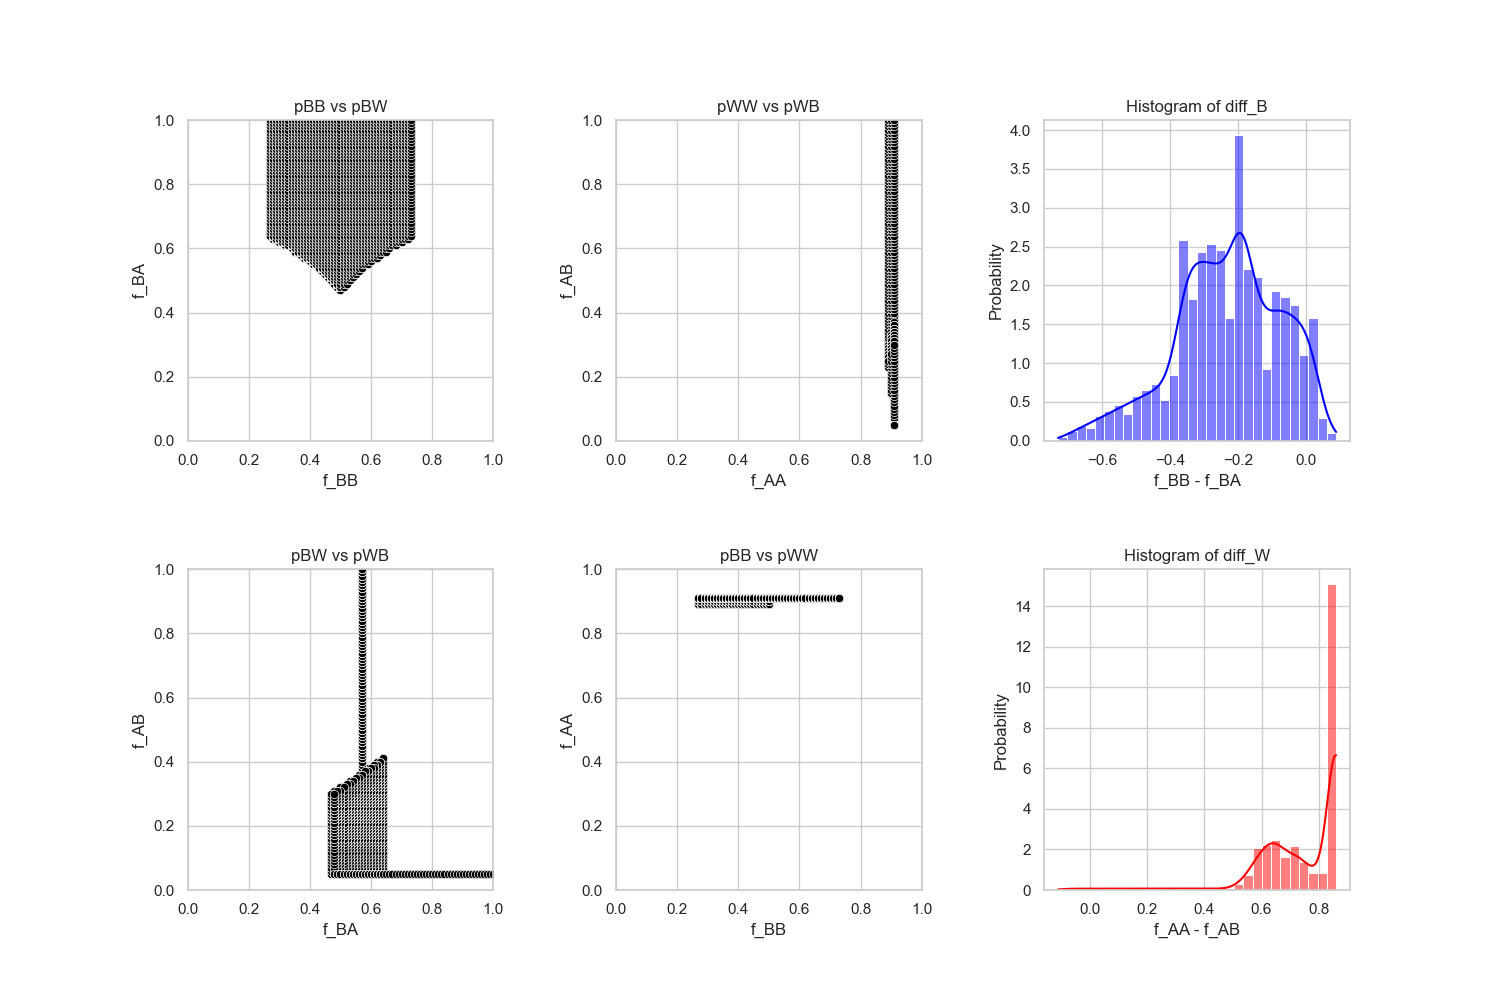 pBB vs pBW
1.0
0.8
0.6
0.4
0.2
0.0
f_BA
0.0 0.2 0.4 0.6 0.8 1.0
f_BB
pWW vs pWB
1.0
0.8
0.6
0.4
0.2
0.0
f_AB
0.0 0.2 0.4 0.6 0.8 1.0
f_AA
Histogram of diff_B
4.0
3.5
3.0
2.5
2.0
1.5
1.0
0.5
0.0
Probability
−0.6 −0.4 −0.2 0.0
f_BB - f_BA
pBW vs pWB
1.0
0.8
0.6
0.4
0.2
0.0
f_AB
0.0 0.2 0.4 0.6 0.8 1.0
f_BA
pBB vs pWW
1.0
0.8
0.6
0.4
0.2
0.0
f_AA
0.0 0.2 0.4 0.6 0.8 1.0
f_BB
Histogram of diff_W
14
12
10
8
6
4
2
0
Probability
0.0 0.2 0.4 0.6 0.8
f_AA - f_AB